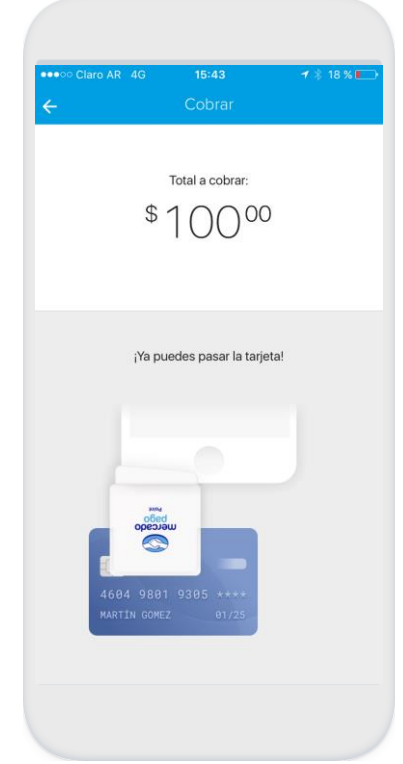 Claro AR 4G 15:43 18 %
Cobrar
Total a cobrar:
$ 100 00
¡Ya puedes pasar la tarjeta!
Point
pago
mercado
4604 9801 9305 ****
MARTÍN GOMEZ 01/25